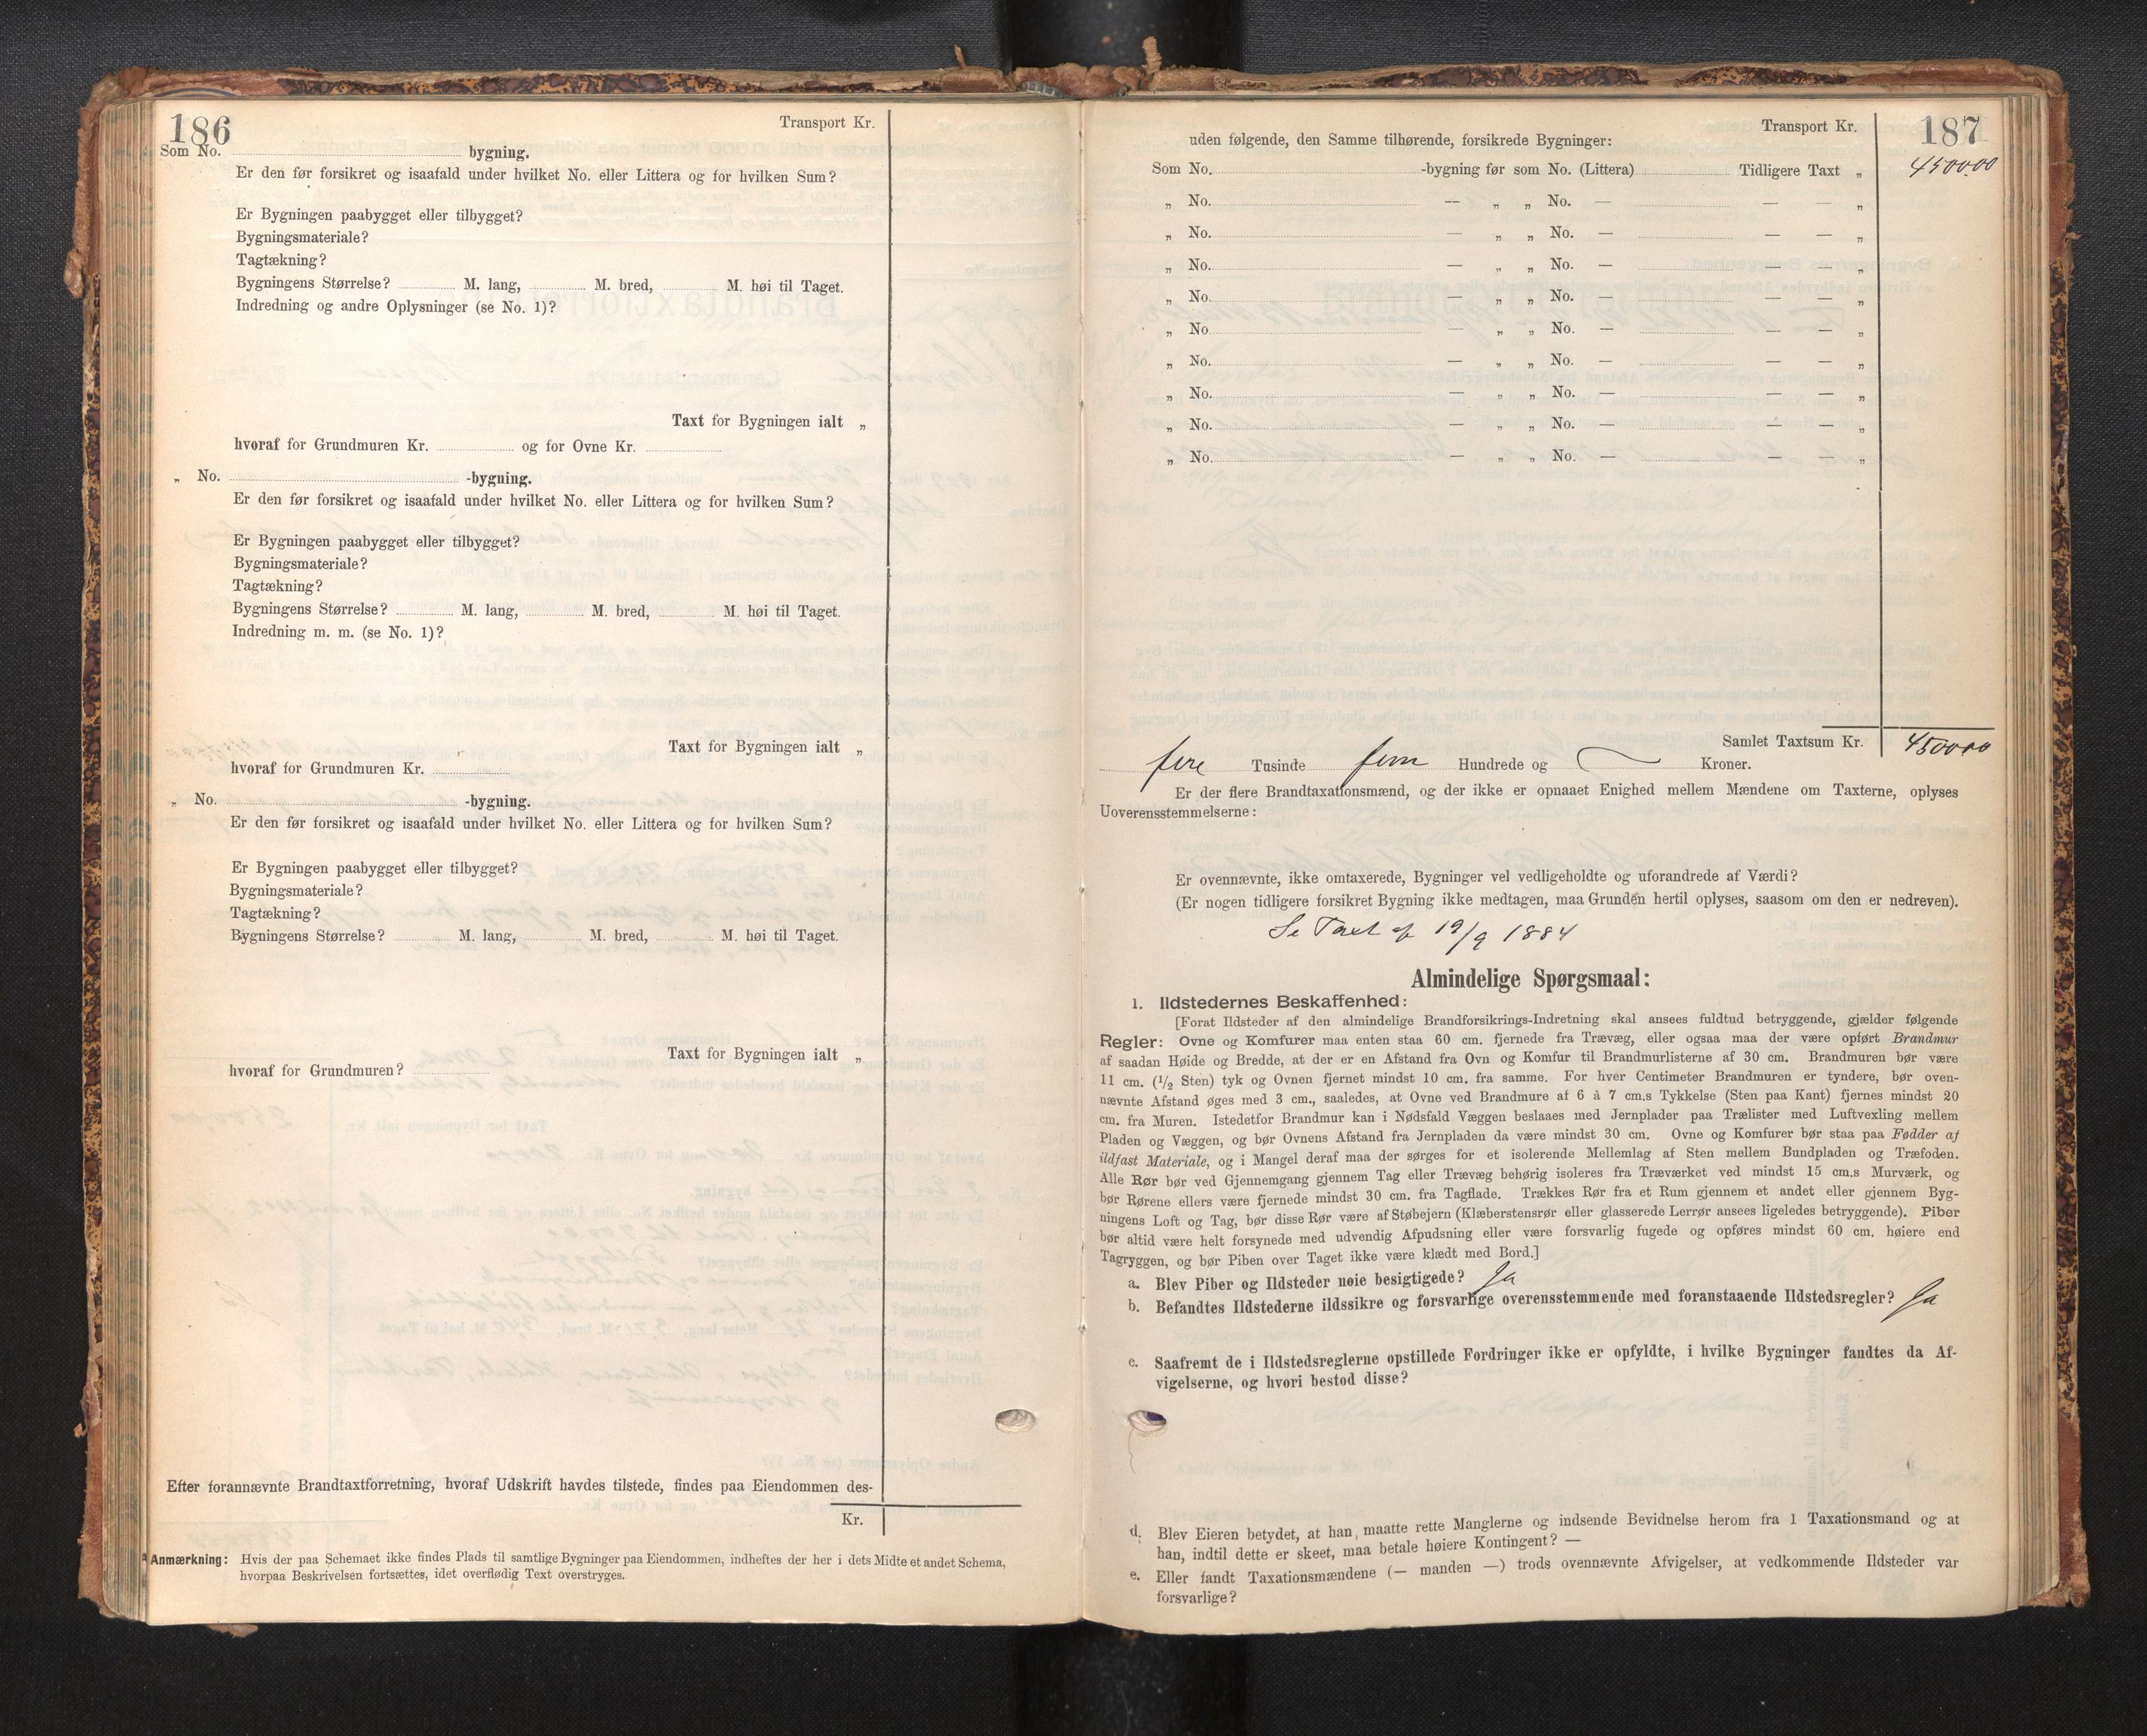 186
Transport Kr.
Som No. bygning.
Er den før forsikret og isaafald under hvilket No. eller Littera og for hvilken Sum?
Er Bygningen paabygget eller tilbygget?
Bygningsmateriale?
Tagtækning?
Bygningens Størrelse? M. lang, M. bred, M. høi til Taget.
Indredning og andre Oplysninger (se No. 1)?
Taxt for Bygningen ialt „
hvoraf for Grundmuren Kr. og for Ovne Kr.
„ No. -bygning.
Er den før forsikret og isaafald under hvilket No. eller Littera og for hvilken Sum?
Er Bygningen paabygget eller tilbygget?
Bygningsmateriale?
Tagtækning?
Bygningens Størrelse? M. lang, M. bred, M. høi til Taget.
Indredning m. m. (se No. 1)?
Taxt for Bygningen ialt „
hvoraf for Grundmuren Kr.
„ No. -bygning.
Er den før forsikret og isaafald under hvilket No. eller Littera og for hvilken Sum?
Er Bygningen paabygget eller tilbygget?
Bygningsmateriale?
Tagtækning?
Bygningens Størrelse? M. lang, M. bred, M. høi til Taget.
Taxt for Bygningen ialt „
hvoraf for Grundmuren?
Efter forannævnte Brandtaxtforretning, hvoraf Udskrift havdes tilstede, findes paa Eiendommen des-
Kr.
Anmærkning: Hvis der paa Schemaet ikke findes Plads til samtlige Bygninger paa Eiendommen, indheftes der her i dets Midte et andet Schema,
hvorpaa Beskrivelsen fortsættes, idet overflødig Text overstryges.
Transport Kr. 187
uden følgende, den Samme tilhørende, forsikrede Bygninger:
Som No. -bygning før som No. (Littera) Tidligere Taxt „ 4500.00
„ No. — „ „ No. — — — „
„ No. — „ „ No. — — — „
„ No. — „ „ No. — — — „
„ No. — „ „ No. — — — „
„ No — „ „ No. — — — „
„ No. — „ „ No. — — — „
„ No. — „ „ No. — — — „
„ No. — „ „ No. — — — „
„ No. — „ „ No. — — — „
Samlet Taxtsum Kr. 4500.00
fire Tusinde fem Hundrede og — Kroner.
Er der flere Brandtaxationsmænd, og der ikke er opnaaet Enighed mellem Mændene om Taxterne, oplyses
Uoverensstemmelserne:
Er ovennævnte, ikke omtaxerede, Bygninger vel vedligeholdte og uforandrede af Værdi?
(Er nogen tidligere forsikret Bygning ikke medtagen, maa Grunden hertil oplyses, saasom om den er nedreven).
Se Taxt af 19/9 1884
Almindelige Spørgsmaal:
1. Ildstedernes Beskaffenhed:
[Forat Ildsteder af den almindelige Brandforsikrings-Indretning skal ansees fuldtud betryggende, gjælder følgende
Regler: Ovne og Komfurer maa enten staa 60 cm. fjernede fra Trævæg, eller ogsaa maa der være opført Brandmur
af saadan Høide og Bredde, at der er en Afstand fra Ovn og Komfur til Brandmurlisterne af 30 cm. Brandmuren bør være
11 cm. (1/2 Sten) tyk og Ovnen fjernet mindst 10 cm. fra samme. For hver Centimeter Brandmuren er tyndere, bør oven-
nævnte Afstand øges med 3 cm., saaledes, at Ovne ved Brandmure af 6 à 7 cm.s Tykkelse (Sten paa Kant) fjernes mindst 20
cm. fra Muren. Istedetfor Brandmur kan i Nødsfald Væggen beslaaes med Jernplader paa Trælister med Luftvexling mellem
Pladen og Væggen, og bør Ovnens Afstand fra Jernpladen da være mindst 30 cm. Ovne og Komfurer bør staa paa Fødder af
ildfast Materiale, og i Mangel deraf maa der sørges for et isolerende Mellemlag af Sten mellem Bundpladen og Træfoden.
Alle Rør bør ved Gjennemgang gjennem Tag eller Trævæg behørig isoleres fra Træværket ved mindst 15 cm.s Murværk, og
bør Rørene ellers være fjernede mindst 30 cm. fra Tagflade. Trækkes Rør fra et Rum gjennem et andet eller gjennem Byg-
ningens Loft og Tag, bør disse Rør være af Støbejern (Klæberstensrør eller glasserede Lerrør ansees ligeledes betryggende). Piber
bør altid være helt forsynede med udvendig Afpudsning eller være forsvarlig fugede og opføres mindst 60 cm. høiere end
Tagryggen, og bør Piben over Taget ikke være klædt med Bord.]
a. Blev Piber og Ildsteder nøie besigtigede? Ja
b. Befandtes Ildstederne ildssikre og forsvarlige overensstemmende med foranstaaende Ildstedsregler? Ja
c. Saafremt de i Ildstedsreglerne opstillede Fordringer ikke er opfyldte, i hvilke Bygninger fandtes da Af-
vigelserne, og hvori bestod disse?
d. Blev Eieren betydet, at han maatte rette Manglerne og indsende Bevidnelse herom fra 1 Taxationsmand og at
han, indtil dette er skeet, maa betale høiere Kontingent? —
e. Eller fandt Taxationsmændene (— manden —) trods ovennævnte Afvigelser, at vedkommende Ildsteder var
forsvarlige?